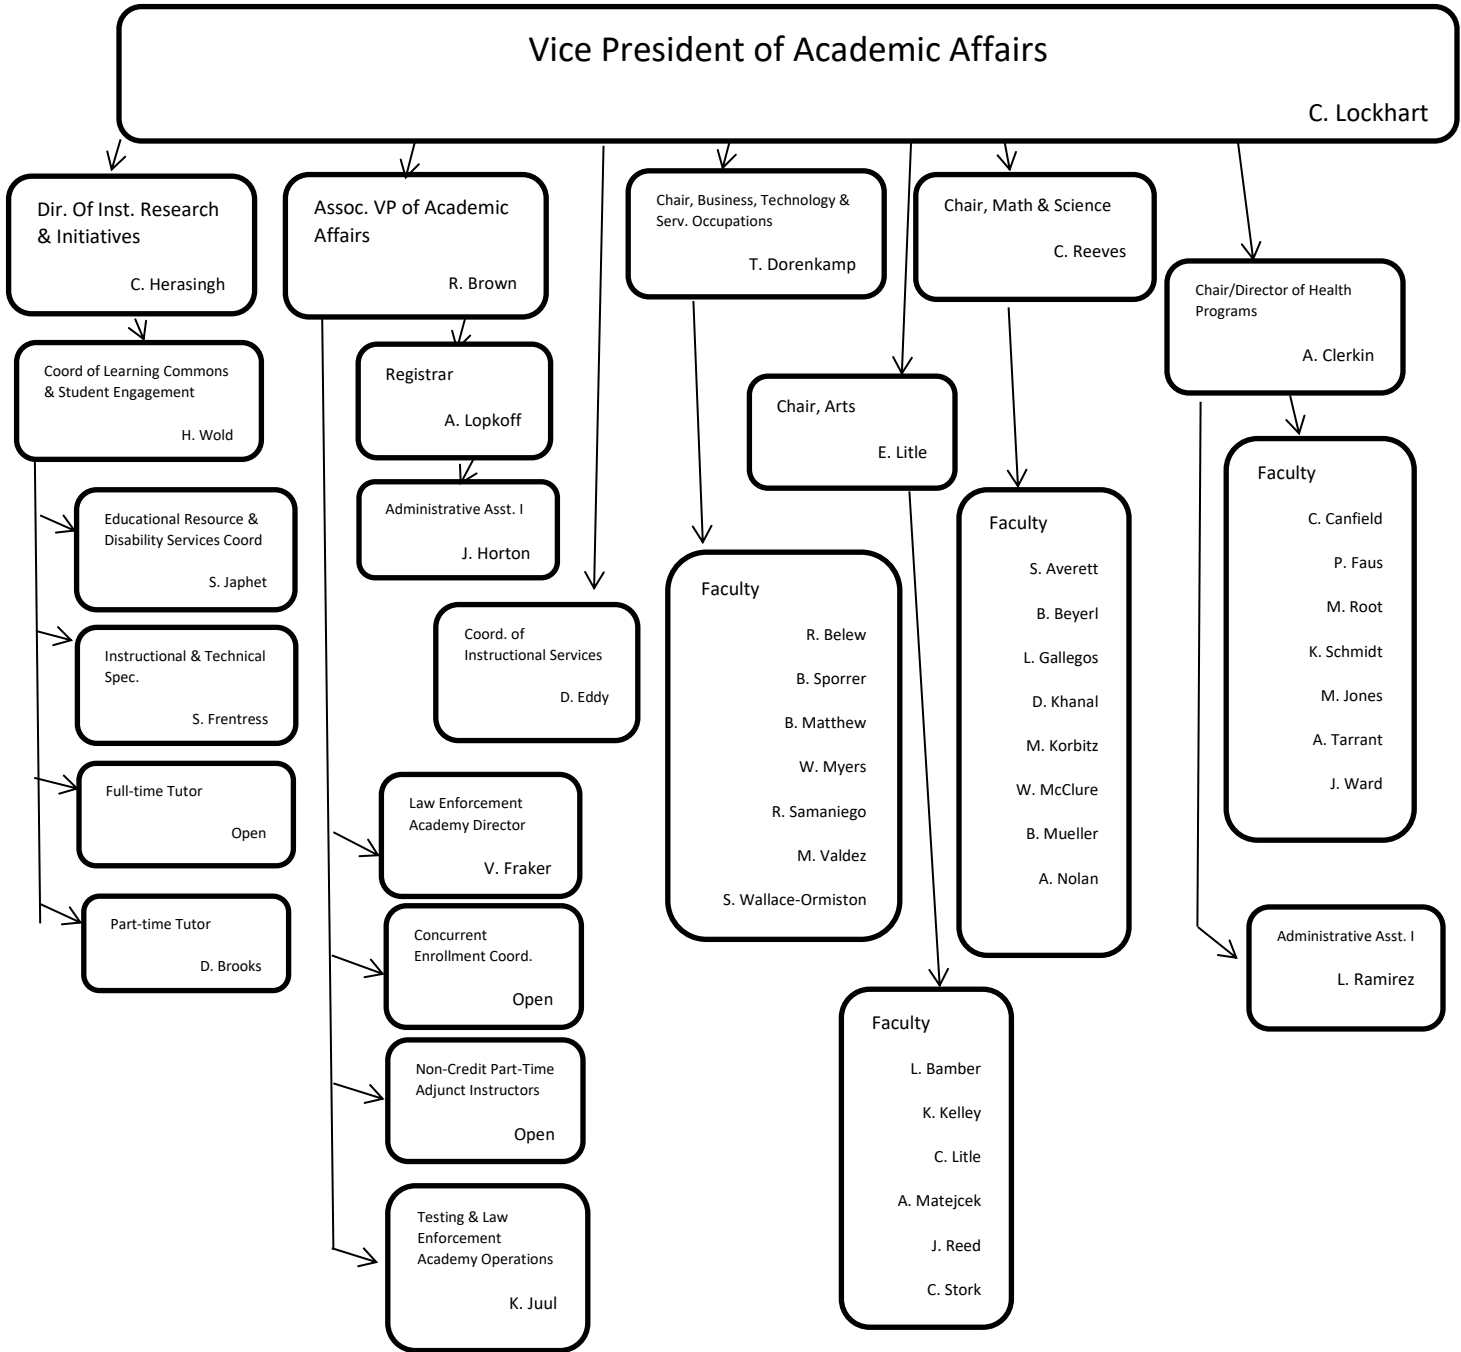 Vice President of Academic Affairs
C. Lockhart
Dir. Of Inst. Research
& Initiatives
C. Herasingh
Coord of Learning Commons
& Student Engagement
H. Wold
Educational Resource &
Disability Services Coord
S. Japhet
Instructional & Technical
Spec.
S. Frentress
Full-time Tutor
Open
Part-time Tutor
D. Brooks
Assoc. VP of Academic
Affairs
R. Brown
Registrar
A. Lopkoff
Administrative Asst. I
J. Horton
Law Enforcement
Academy Director
V. Fraker
Concurrent
Enrollment Coord.
Open
Non-Credit Part-Time
Adjunct Instructors
Open
Testing & Law
Enforcement
Academy Operations
K. Juul
Coord. of
Instructional Services
D. Eddy
Chair, Business, Technology &
Serv. Occupations
T. Dorenkamp
Faculty
R. Belew
B. Sporrer
B. Matthew
W. Myers
R. Samaniego
M. Valdez
S. Wallace-Ormiston
Chair, Arts
E. Litle
Faculty
L. Bamber
K. Kelley
C. Litle
A. Matejcek
J. Reed
C. Stork
Chair, Math & Science
C. Reeves
Faculty
S. Averett
B. Beyerl
L. Gallegos
D. Khanal
M. Korbitz
W. McClure
B. Mueller
A. Nolan
Chair/Director of Health
Programs
A. Clerkin
Faculty
C. Canfield
P. Faus
M. Root
K. Schmidt
M. Jones
A. Tarrant
J. Ward
Administrative Asst. I
L. Ramirez